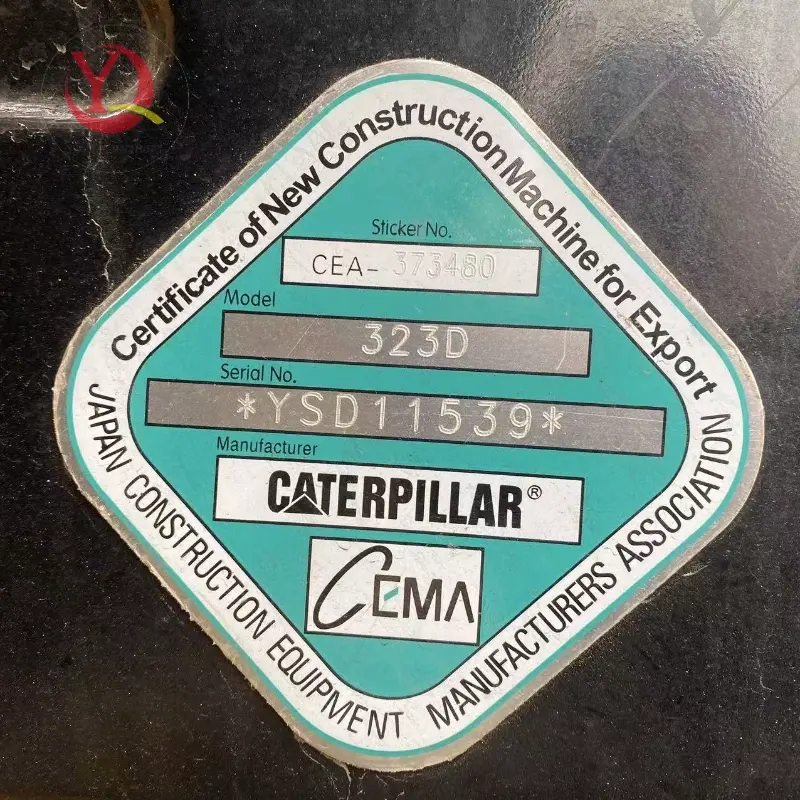 Certificate of New Construction Machine for Export
Sticker No.
CEA- 373480
Model
323D
Serial No.
*YSD11539*
Manufacturer
CATERPILLAR®
CEMA
JAPAN CONSTRUCTION EQUIPMENT MANUFACTURERS ASSOCIATION